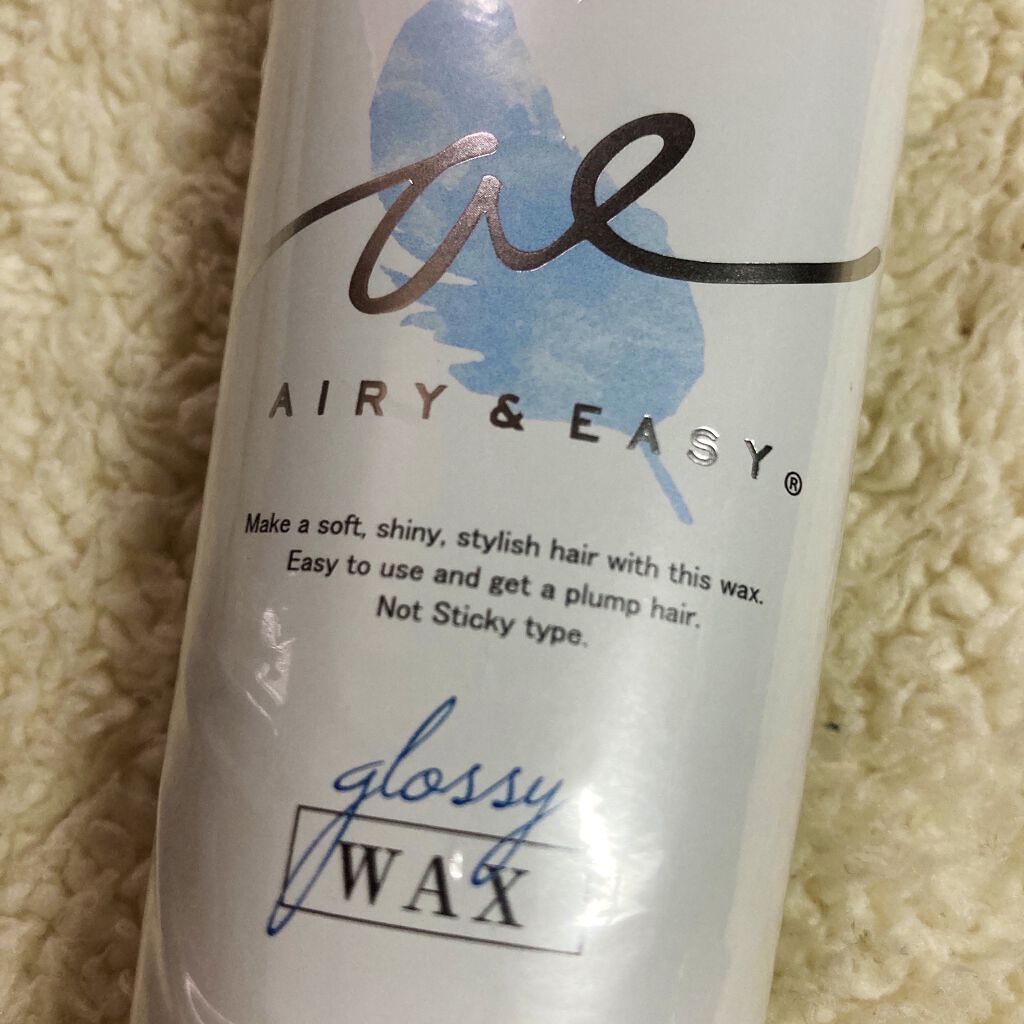 ae
AIRY & EASY®
Make a soft, shiny, stylish hair with this wax.
Easy to use and get a plump hair.
Not Sticky type.
glossy
WAX